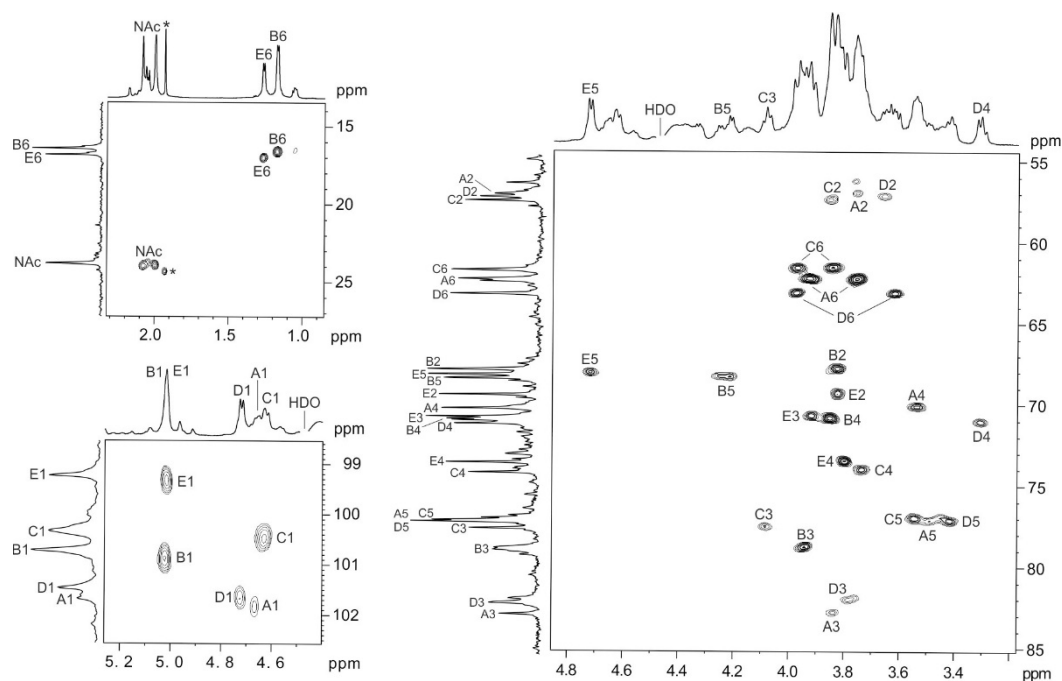 NAc *
E6
B6
ppm
B6
E6
NAc
15
20
25
B6
E6
NAc
*
2.0
1.0
ppm
B1
E1
D1
A1
C1
HDO
ppm
E1
C1
B1
D1
A1
99
100
101
102
E1
C1
B1
D1
A1
5.2
5.0
4.8
4.6
ppm
E5
HDO
B5
C3
D4
ppm
A2
D2
C2
C6
A6
D6
B2
E5
B5
E2
A4
E3
B4
D4
E4
C4
A5
C5
D5
C3
B3
D3
A3
55
60
65
70
75
80
85
C2
A2
D2
C6
A6
D6
E5
B5
B2
E2
A4
E3
B4
D4
E4
C4
C3
C5
A5
D5
B3
D3
A3
4.8
4.6
4.4
4.2
4.0
3.8
3.6
3.4
ppm